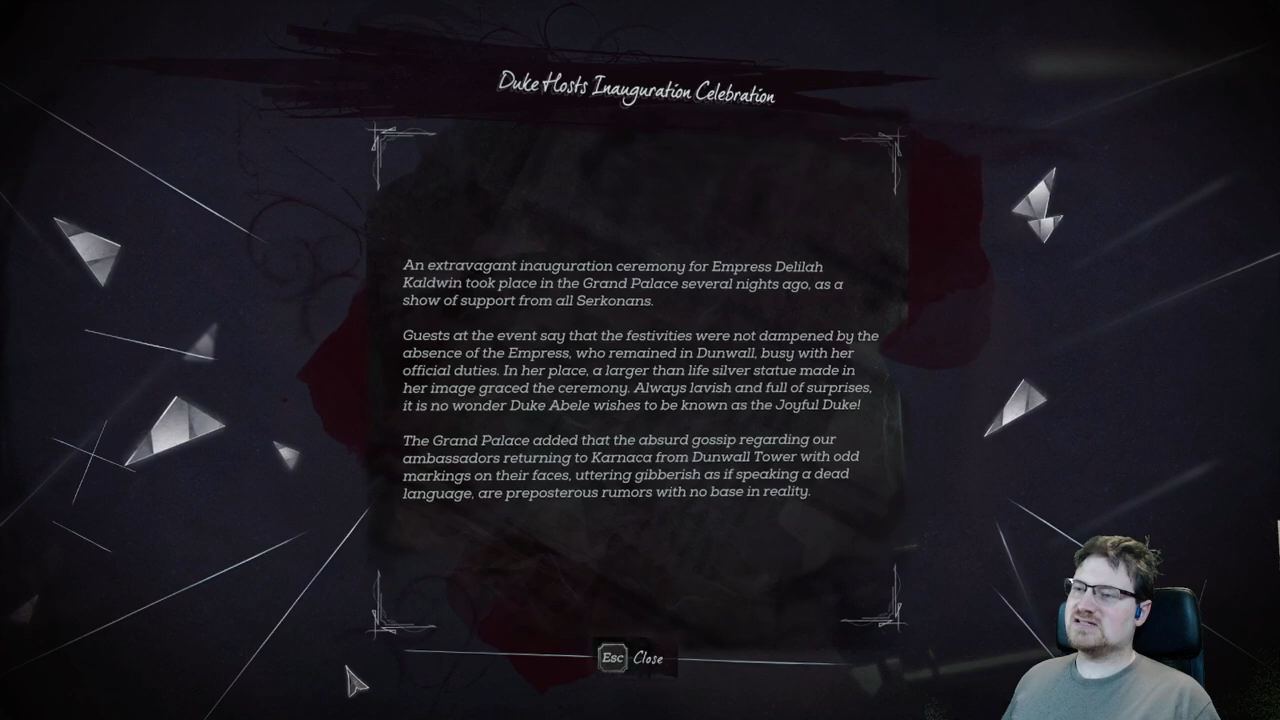 Duke Hosts Inauguration Celebration
An extravagant inauguration ceremony for Empress Delilah
Kaldwin took place in the Grand Palace several nights ago, as a
show of support from all Serkonans.
Guests at the event say that the festivities were not dampened by the
absence of the Empress, who remained in Dunwall, busy with her
official duties. In her place, a larger than life silver statue made in
her image graced the ceremony. Always lavish and full of surprises,
it is no wonder Duke Abele wishes to be known as the Joyful Duke!
The Grand Palace added that the absurd gossip regarding our
ambassadors returning to Karnaca from Dunwall Tower with odd
markings on their faces, uttering gibberish as if speaking a dead
language, are preposterous rumors with no base in reality.
Esc Close